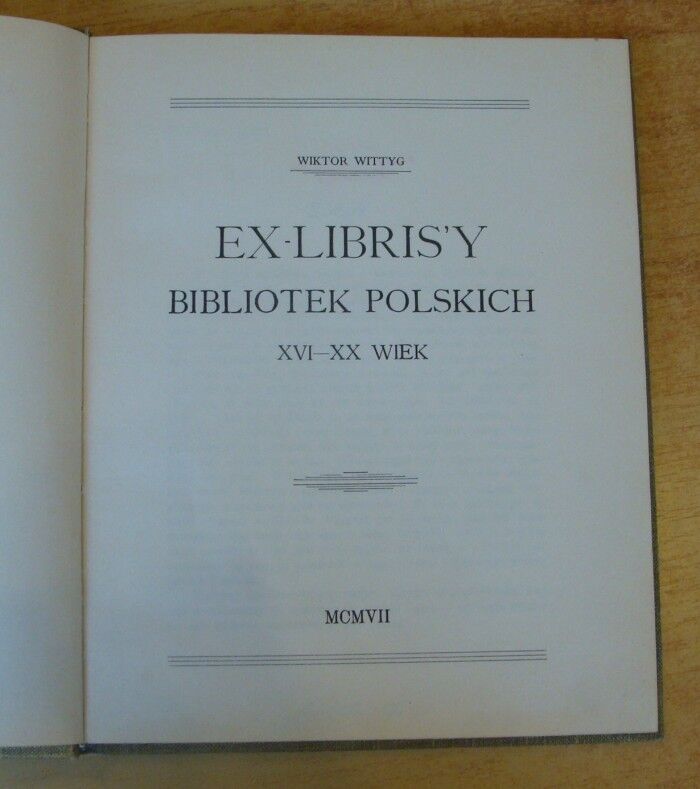 WIKTOR WITTYG
EX-LIBRIS'Y
BIBLIOTEK POLSKICH
XVI—XX WIEK
MCMVII